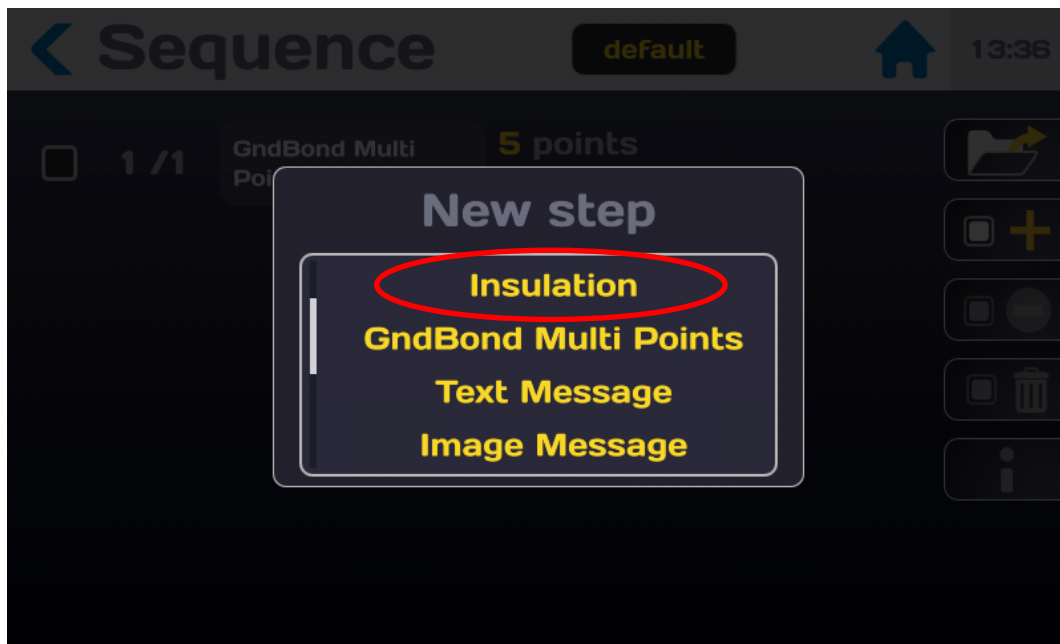 Sequence
default
13:36
1 /1
GndBond Multi
Poi
5 points
New step
Insulation
GndBond Multi Points
Text Message
Image Message